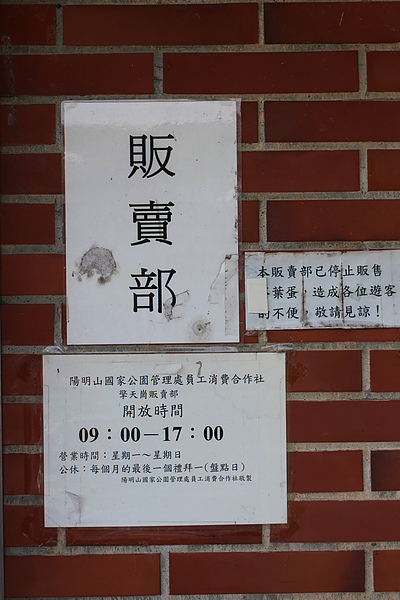 販
賣
部
本販賣部已停止販售
葉蛋，造成各位遊客
的不便，敬請見諒！
陽明山國家公園管理處員工消費合作社
擎天崗販賣部
開放時間
09：00－17：00
營業時間：星期一～星期日
公休：每個月的最後一個禮拜一(盤點日)
陽明山國家公園管理處員工消費合作社敬製